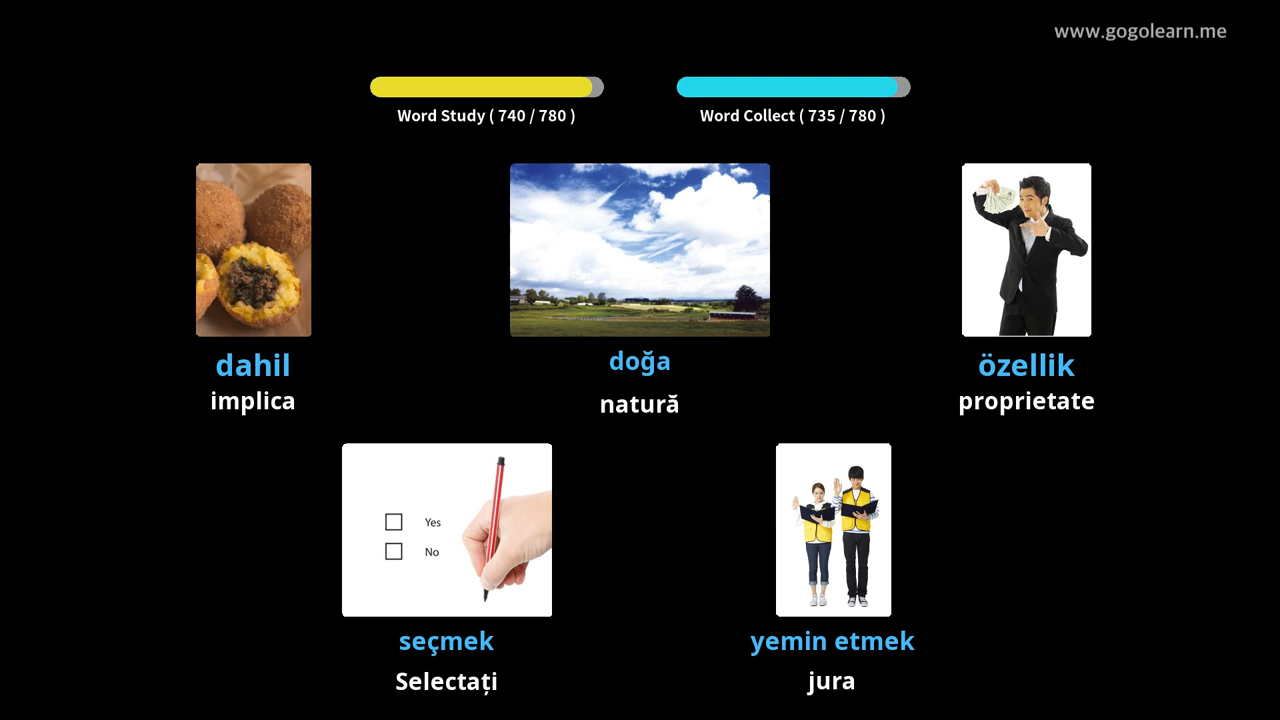 www.gogolearn.me
Word Study ( 740 / 780 )
Word Collect ( 735 / 780 )
dahil
implica
doğa
natură
özellik
proprietate
Yes
No
seçmek
Selectați
yemin etmek
jura